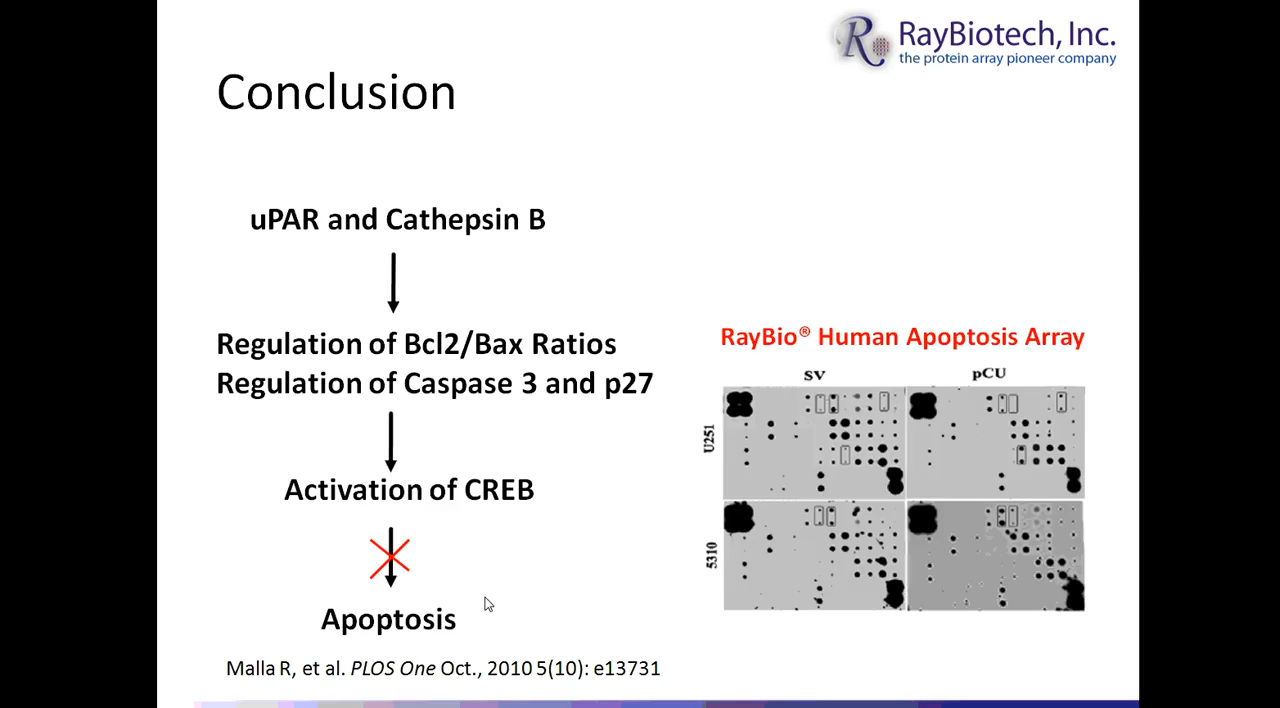 RayBiotech, Inc.
the protein array pioneer company
Conclusion
uPAR and Cathepsin B
Regulation of Bcl2/Bax Ratios
Regulation of Caspase 3 and p27
Activation of CREB
Apoptosis
Malla R, et al. PLOS One Oct., 2010 5(10): e13731
RayBio® Human Apoptosis Array
SV pCU
U251
5310